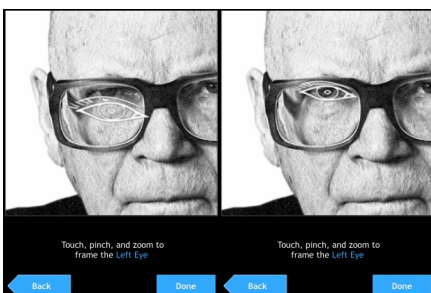 Touch, pinch, and zoom to
frame the Left Eye
Back
Done
Touch, pinch, and zoom to
frame the Left Eye
Back
Done